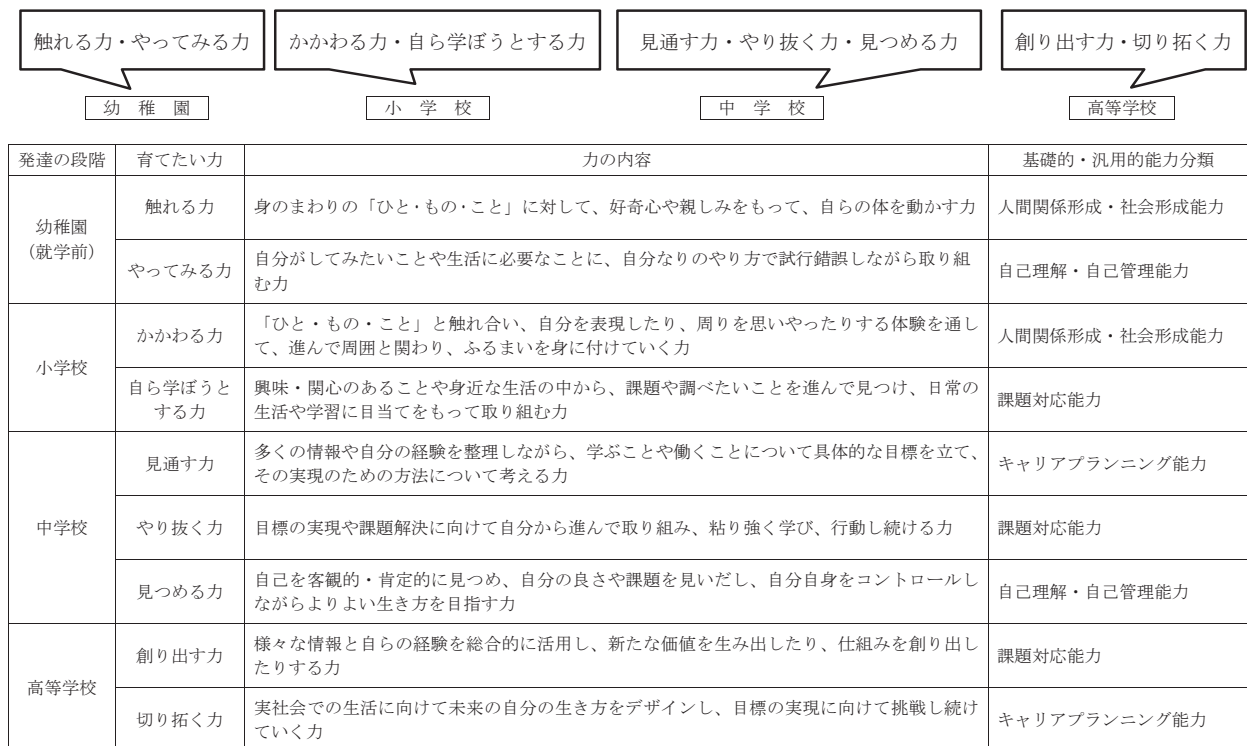 触れる力・やってみる力
かかわる力・自ら学ぼうとする力
見通す力・やり抜く力・見つめる力
創り出す力・切り拓く力
幼稚園
小学校
中学校
高等学校
発達の段階
育てたい力
力の内容
基礎的・汎用的能力分類
幼稚園
(就学前)
触れる力
身のまわりの「ひと・もの・こと」に対して、好奇心や親しみをもって、自らの体を動かす力
人間関係形成・社会形成能力
やってみる力
自分がしてみたいことや生活に必要なことに、自分なりのやり方で試行錯誤しながら取り組
む力
自己理解・自己管理能力
小学校
かかわる力
「ひと・もの・こと」と触れ合い、自分を表現したり、周りを思いやったりする体験を通し
て、進んで周囲と関わり、ふるまいを身に付けていく力
人間関係形成・社会形成能力
自ら学ぼうと
する力
興味・関心のあることや身近な生活の中から、課題や調べたいことを進んで見つけ、日常の
生活や学習に目当てをもって取り組む力
課題対応能力
中学校
見通す力
多くの情報や自分の経験を整理しながら、学ぶことや働くことについて具体的な目標を立て、
その実現のための方法について考える力
キャリアプランニング能力
やり抜く力
目標の実現や課題解決に向けて自分から進んで取り組み、粘り強く学び、行動し続ける力
課題対応能力
見つめる力
自己を客観的・肯定的に見つめ、自分の良さや課題を見いだし、自分自身をコントロールし
ながらよりよい生き方を目指す力
自己理解・自己管理能力
高等学校
創り出す力
様々な情報と自らの経験を総合的に活用し、新たな価値を生み出したり、仕組みを創り出し
たりする力
課題対応能力
切り拓く力
実社会での生活に向けて未来の自分の生き方をデザインし、目標の実現に向けて挑戦し続け
ていく力
キャリアプランニング能力